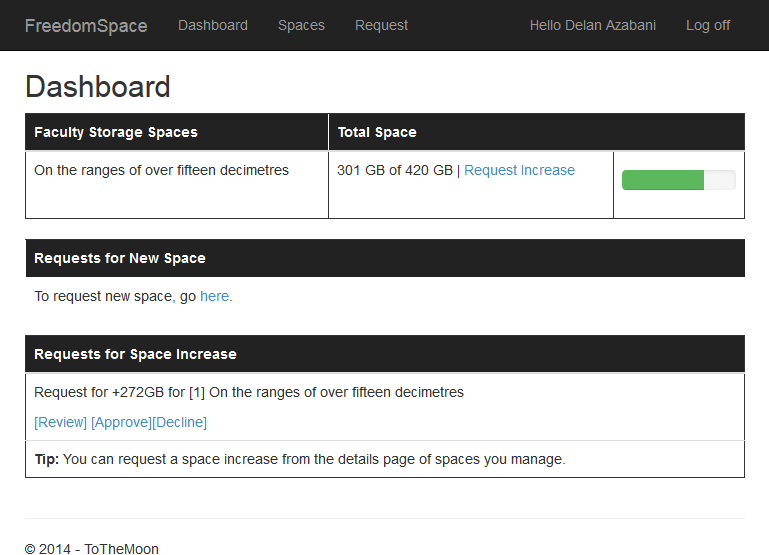 FreedomSpace Dashboard Spaces Request Hello Delan Azabani Log off
Dashboard
Faculty Storage Spaces Total Space
On the ranges of over fifteen decimetres 301 GB of 420 GB | Request Increase
Requests for New Space
To request new space, go here.
Requests for Space Increase
Request for +272GB for [1] On the ranges of over fifteen decimetres
[Review] [Approve][Decline]
Tip: You can request a space increase from the details page of spaces you manage.
© 2014 - ToTheMoon